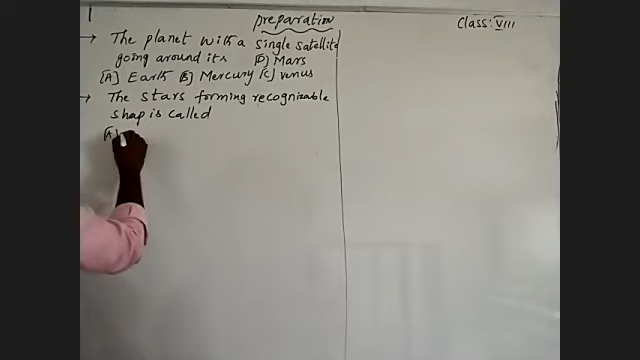 preparation
Class: VIII
1
→ The planet with a single satellite
going around its [D] Mars
[A] Earth [B] Mercury [C] Venus
→ The stars forming recognizable
shap is called
[A]